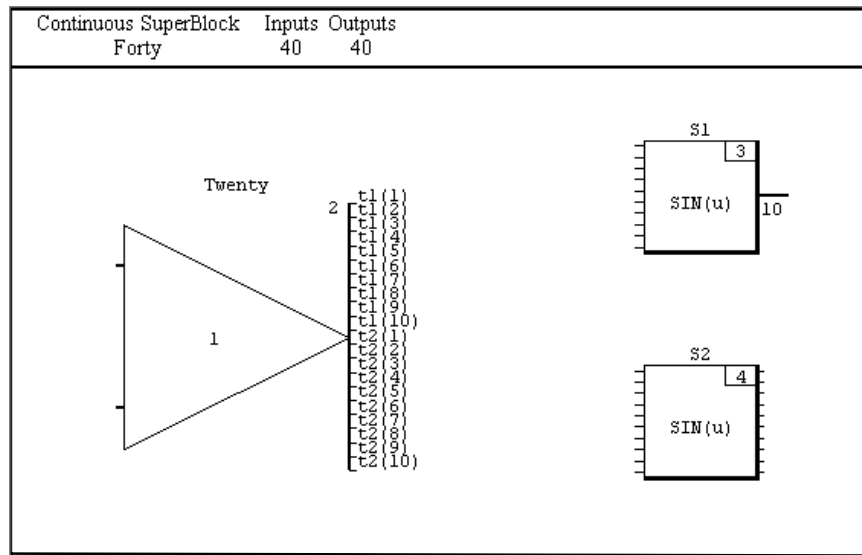 Continuous SuperBlock Inputs Outputs
Forty 40 40
Twenty
1
2
t1(1)
t1(2)
t1(3)
t1(4)
t1(5)
t1(6)
t1(7)
t1(8)
t1(9)
t1(10)
t2(1)
t2(2)
t2(3)
t2(4)
t2(5)
t2(6)
t2(7)
t2(8)
t2(9)
t2(10)
S1
3
SIN(u)
10
S2
4
SIN(u)